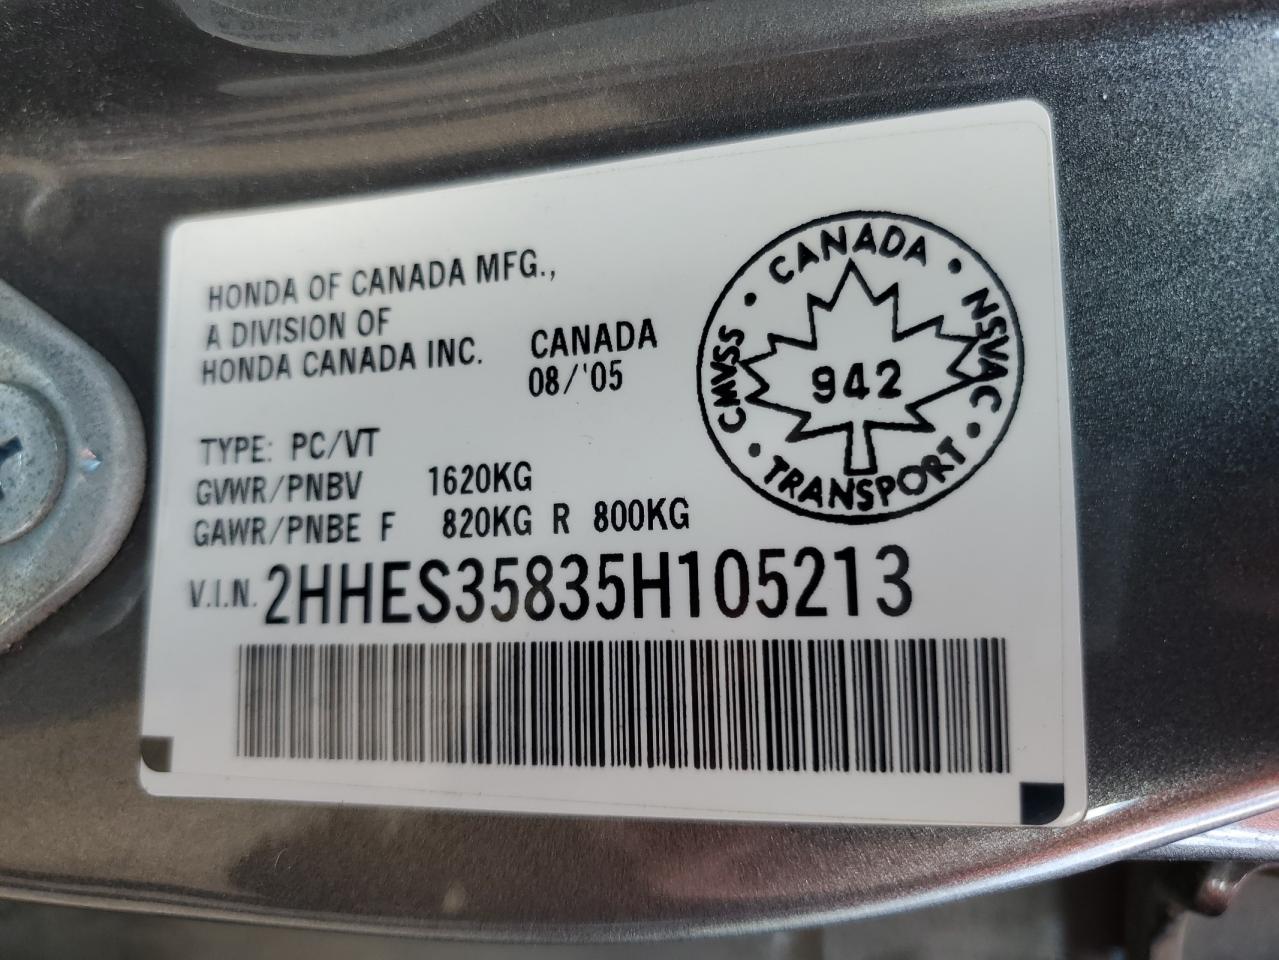 HONDA OF CANADA MFG.,
A DIVISION OF
HONDA CANADA INC. CANADA
08/'05
TYPE: PC/VT
GVWR/PNBV 1620KG
GAWR/PNBE F 820KG R 800KG
V.I.N. 2HHES35835H105213
CANADA • NSVAC • TRANSPORT • CMVSS •
942